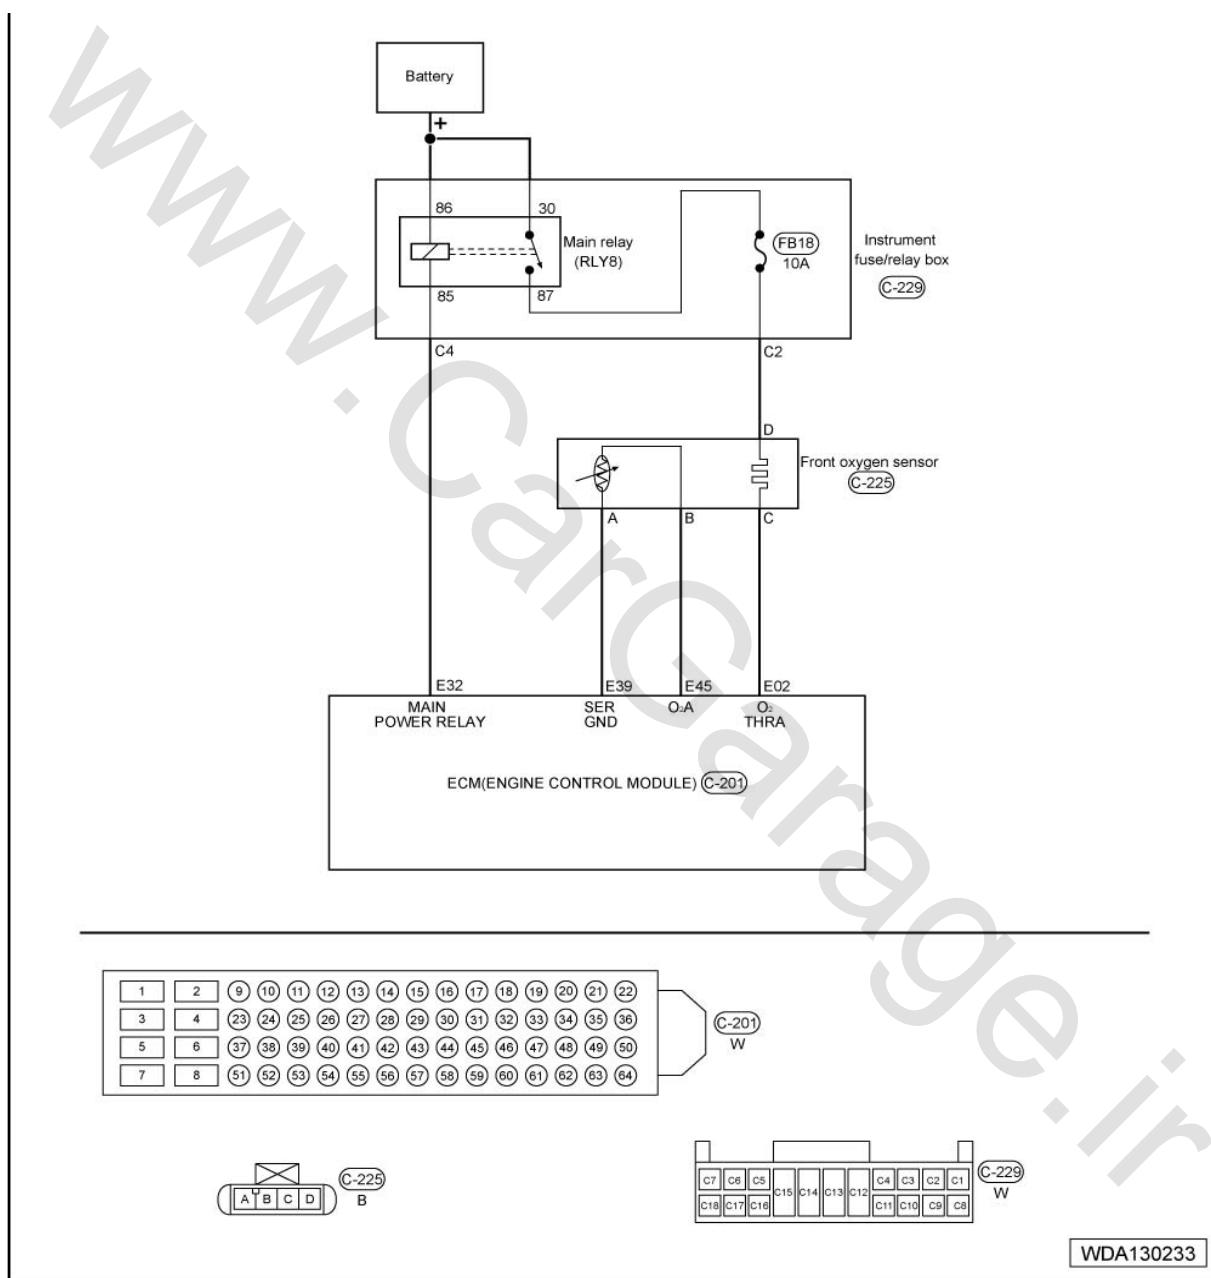 Battery
+
86
30
Main relay
(RLY8)
FB18
10A
Instrument
fuse/relay box
C-229
85
87
C4
C2
D
Front oxygen sensor
C-225
A
B
C
E32
E39
E45
E02
MAIN
POWER RELAY
SER
GND
O₂A
O₂
THRA
ECM(ENGINE CONTROL MODULE) C-201
1 2 9 10 11 12 13 14 15 16 17 18 19 20 21 22
3 4 23 24 25 26 27 28 29 30 31 32 33 34 35 36
5 6 37 38 39 40 41 42 43 44 45 46 47 48 49 50
7 8 51 52 53 54 55 56 57 58 59 60 61 62 63 64
C-201
W
A B C D
C-225
B
C7 C6 C5 C15 C14 C13 C12 C4 C3 C2 C1
C18 C17 C16 C11 C10 C9 C8
C-229
W
WDA130233
www.CarGarage.ir